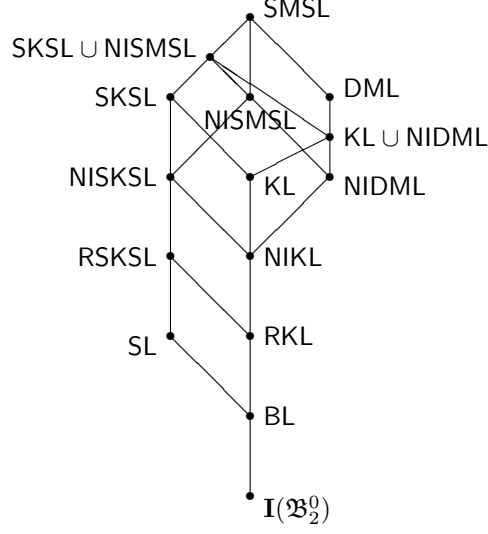 SMSL
SKSL ∪ NISMSL
SKSL
DML
NISMSL
KL ∪ NIDML
NISKSL
KL
NIDML
RSKSL
NIKL
SL
RKL
BL
I(𝔅₂⁰)